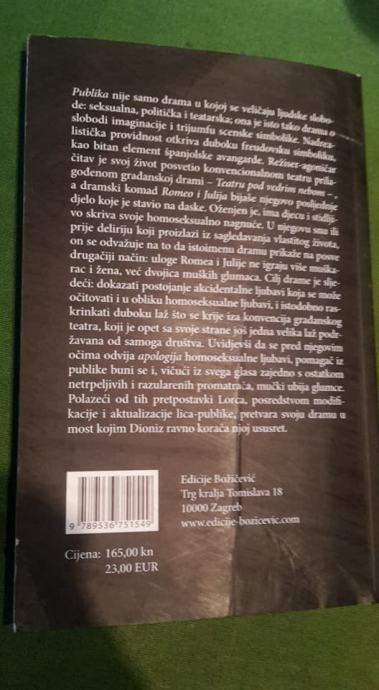 Publika nije samo drama u kojoj se veličaju ljudske slobo-
de: seksualna, politička i teatarska; ona je isto tako drama o
slobodi imaginacije i trijumfu scenske simbolike. Nadrea-
listička providnost otkriva duboku freudovsku simboliku,
kao bitan element španjolske avangarde. Režiser-agoničar
čitav je svoj život posvetio konvencionalnom teatru prila-
gođenom građanskoj drami – Teatru pod vedrim nebom –,
a dramski komad Romeo i Julija bijaše njegovo posljednje
djelo koje je stavio na daske. Oženjen je, ima djecu i stidlji-
vo skriva svoje homoseksualno nagnuće. U njegovu snu ili
prije deliriju koji proizlazi iz sagledavanja vlastitog života,
on se odvažuje na to da istoimenu dramu prikaže na posve
drugačiji način: uloge Romea i Julije ne igraju više muška-
rac i žena, već dvojica muških glumaca. Cilj drame je slje-
deći: dokazati postojanje akcidentalne ljubavi koja se može
očitovati i u obliku homoseksualne ljubavi, i istodobno ras-
krinkati duboku laž što se krije iza konvencija građanskog
teatra, koji je opet sa svoje strane još jedna velika laž podr-
žavana od samoga društva. Uvidjevši da se pred njegovim
očima odvija apologija homoseksualne ljubavi, pomagač iz
publike buni se i, vičući iz svega glasa zajedno s ostatkom
netrpeljivih i razularenih promatrača, mučki ubija glumce.
Polazeći od tih pretpostavki Lorca, posredstvom modifi-
kacije i aktualizacije lica-publike, pretvara svoju dramu u
most kojim Dioniz ravno korača njoj ususret.
Edicije Božičević
Trg kralja Tomislava 18
10000 Zagreb
www.edicije-bozicevic.com
9 789536 751549
Cijena: 165,00 kn
23,00 EUR